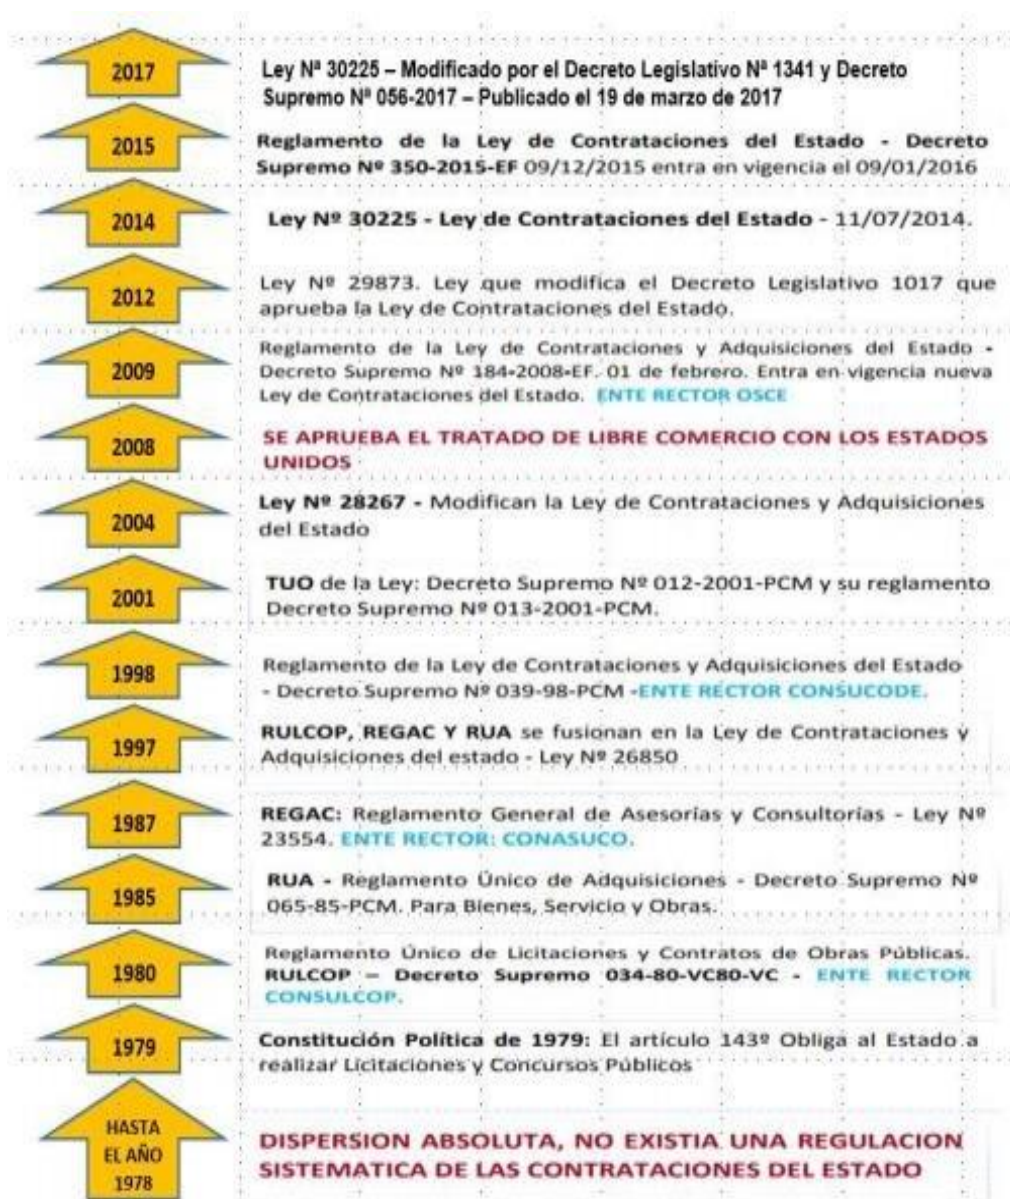 2017
Ley Nª 30225 – Modificado por el Decreto Legislativo Nª 1341 y Decreto
Supremo Nª 056-2017 – Publicado el 19 de marzo de 2017
2015
Reglamento de la Ley de Contrataciones del Estado - Decreto
Supremo Nº 350-2015-EF 09/12/2015 entra en vigencia el 09/01/2016
2014
Ley Nº 30225 - Ley de Contrataciones del Estado - 11/07/2014.
2012
Ley Nº 29873. Ley que modifica el Decreto Legislativo 1017 que
aprueba la Ley de Contrataciones del Estado.
2009
Reglamento de la Ley de Contrataciones y Adquisiciones del Estado -
Decreto Supremo Nº 184-2008-EF. 01 de febrero. Entra en vigencia nueva
Ley de Contrataciones del Estado. ENTE RECTOR OSCE
2008
SE APRUEBA EL TRATADO DE LIBRE COMERCIO CON LOS ESTADOS
UNIDOS
2004
Ley Nº 28267 - Modifican la Ley de Contrataciones y Adquisiciones
del Estado
2001
TUO de la Ley: Decreto Supremo Nº 012-2001-PCM y su reglamento
Decreto Supremo Nº 013-2001-PCM.
1998
Reglamento de la Ley de Contrataciones y Adquisiciones del Estado
- Decreto Supremo Nº 039-98-PCM -ENTE RECTOR CONSUCODE.
1997
RULCOP, REGAC Y RUA se fusionan en la Ley de Contrataciones y
Adquisiciones del estado - Ley Nº 26850
1987
REGAC: Reglamento General de Asesorías y Consultorías - Ley Nº
23554. ENTE RECTOR: CONASUCO.
1985
RUA - Reglamento Único de Adquisiciones - Decreto Supremo Nº
065-85-PCM. Para Bienes, Servicio y Obras.
1980
Reglamento Único de Licitaciones y Contratos de Obras Públicas.
RULCOP – Decreto Supremo 034-80-VC80-VC - ENTE RECTOR
CONSULCOP.
1979
Constitución Política de 1979: El artículo 143º Obliga al Estado a
realizar Licitaciones y Concursos Públicos
HASTA
EL AÑO
1978
DISPERSION ABSOLUTA, NO EXISTIA UNA REGULACION
SISTEMATICA DE LAS CONTRATACIONES DEL ESTADO